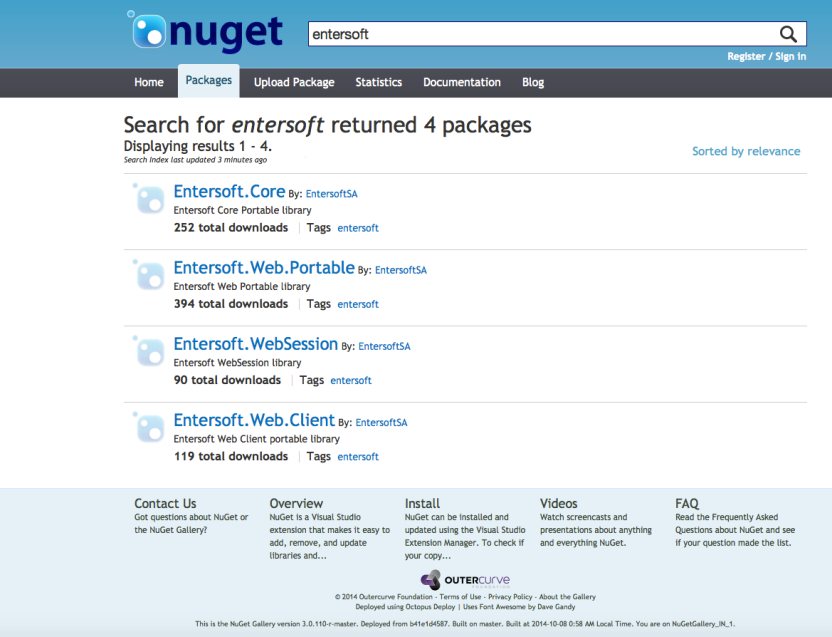 nuget
entersoft
Register / Sign in
Home Packages Upload Package Statistics Documentation Blog
Search for entersoft returned 4 packages
Displaying results 1 - 4.
Search Index last updated 3 minutes ago
Sorted by relevance
Entersoft.Core By: EntersoftSA
Entersoft Core Portable library
252 total downloads | Tags entersoft
Entersoft.Web.Portable By: EntersoftSA
Entersoft Web Portable library
394 total downloads | Tags entersoft
Entersoft.WebSession By: EntersoftSA
Entersoft WebSession library
90 total downloads | Tags entersoft
Entersoft.Web.Client By: EntersoftSA
Entersoft Web Client portable library
119 total downloads | Tags entersoft
Contact Us
Got questions about NuGet or
the NuGet Gallery?
Overview
NuGet is a Visual Studio
extension that makes it easy to
add, remove, and update
libraries and...
Install
NuGet can be installed and
updated using the Visual Studio
Extension Manager. To check if
your copy...
Videos
Watch screencasts and
presentations about anything
and everything NuGet.
FAQ
Read the Frequently Asked
Questions about NuGet and see
if your question made the list.
OUTERCURVE
FOUNDATION
© 2014 Outercurve Foundation - Terms of Use - Privacy Policy - About the Gallery
Deployed using Octopus Deploy | Uses Font Awesome by Dave Gandy
This is the NuGet Gallery version 3.0.110-r-master. Deployed from b41e1d4587. Built on master. Built at 2014-10-08 0:58 AM Local Time. You are on NuGetGallery_IN_1.